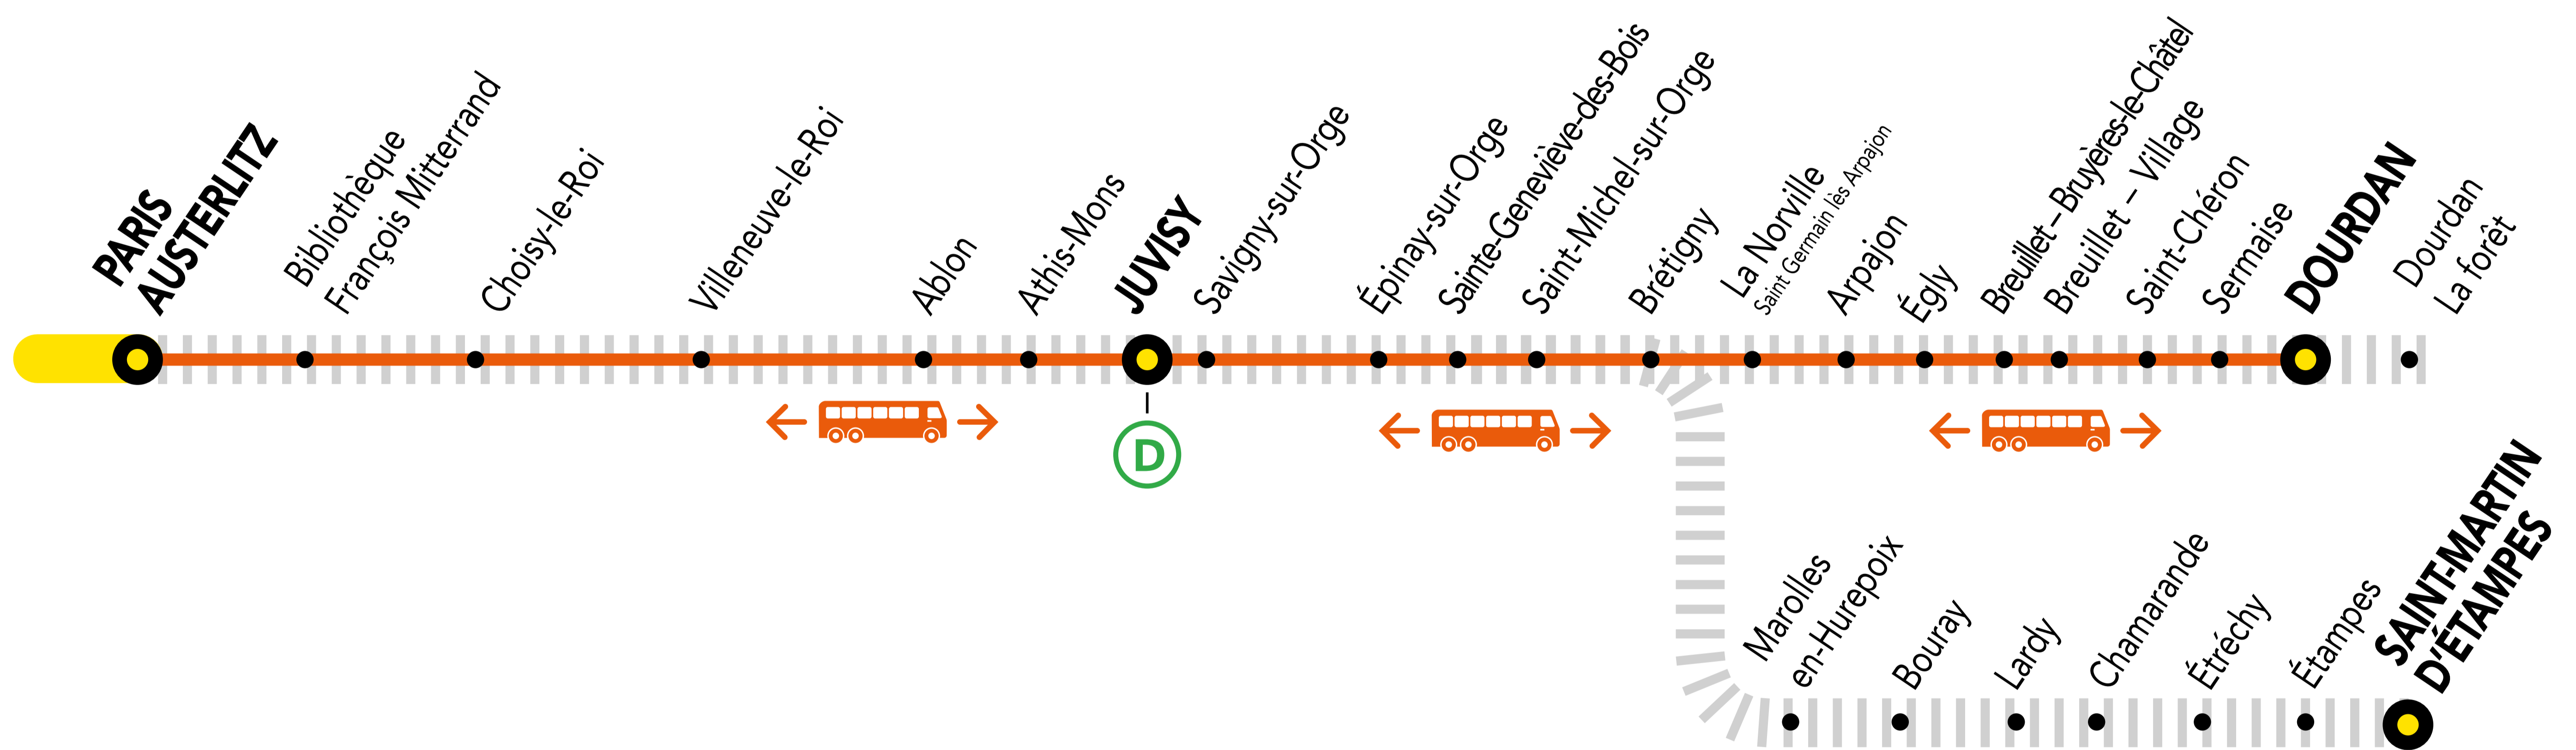 PARIS
AUSTERLITZ
Bibliothèque
François Mitterrand
Choisy-le-Roi
Villeneuve-le-Roi
Ablon
Athis-Mons
JUVISY
Savigny-sur-Orge
Épinay-sur-Orge
Sainte-Geneviève-des-Bois
Saint-Michel-sur-Orge
Brétigny
La Norville
Saint Germain lès Arpajon
Arpajon
Égly
Breuillet – Bruyères-le-Châtel
Breuillet – Village
Saint-Chéron
Sermaise
DOURDAN
Dourdan
La forêt
D
Marolles
en-Hurepoix
Bouray
Lardy
Chamarande
Étréchy
Étampes
SAINT-MARTIN
D'ÉTAMPES